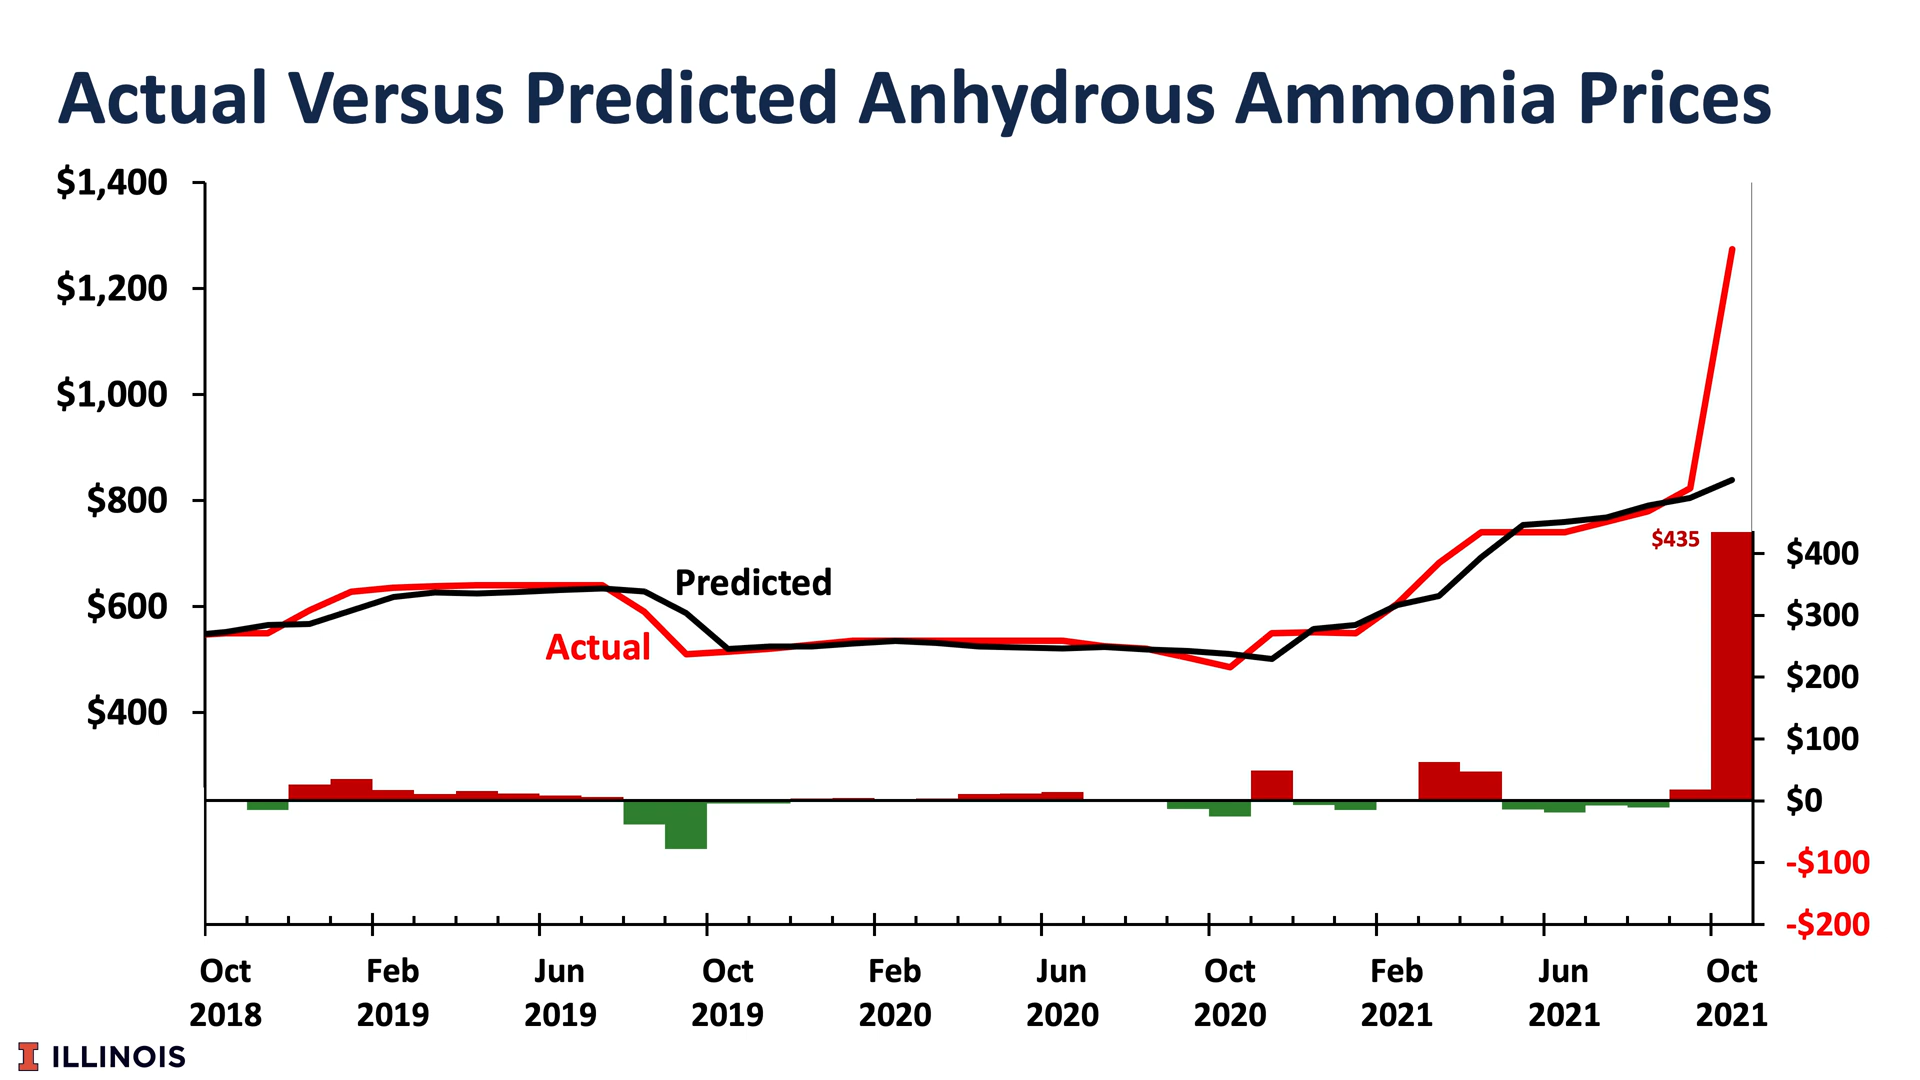 Actual Versus Predicted Anhydrous Ammonia Prices
$1,400
$1,200
$1,000
$800
$600
$400
Predicted
Actual
$435
$400
$300
$200
$100
$0
-$100
-$200
Oct Feb Jun Oct Feb Jun Oct Feb Jun Oct
2018 2019 2019 2019 2020 2020 2020 2021 2021 2021
I ILLINOIS